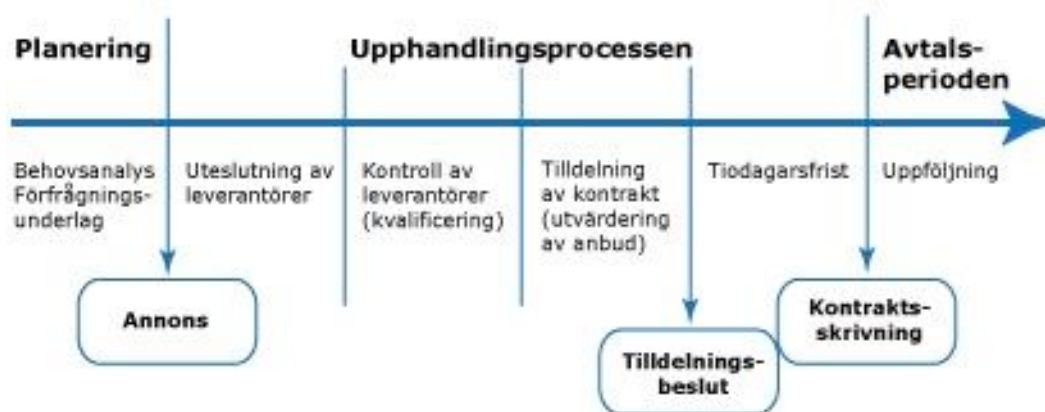 Planering
Upphandlingsprocessen
Avtals-
perioden
Behovsanalys
Förfrågnings-
underlag
Uteslutning av
leverantörer
Kontroll av
leverantörer
(kvalificering)
Tilldelning
av kontrakt
(utvärdering
av anbud)
Tiodagarsfrist
Uppföljning
Annons
Tilldelnings-
beslut
Kontrakts-
skrivning